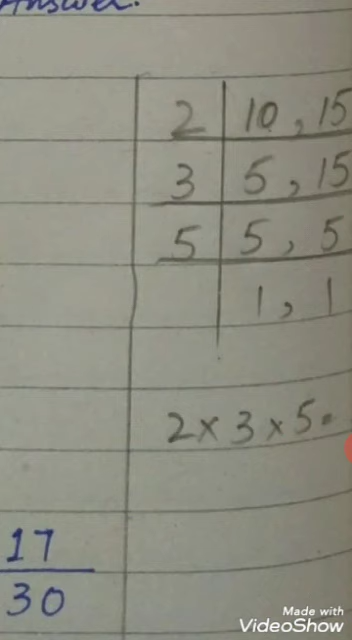 Answer.
2 | 10, 15
3 | 5, 15
5 | 5, 5
1, 1
2 × 3 × 5 =
17
30
Made with
VideoShow